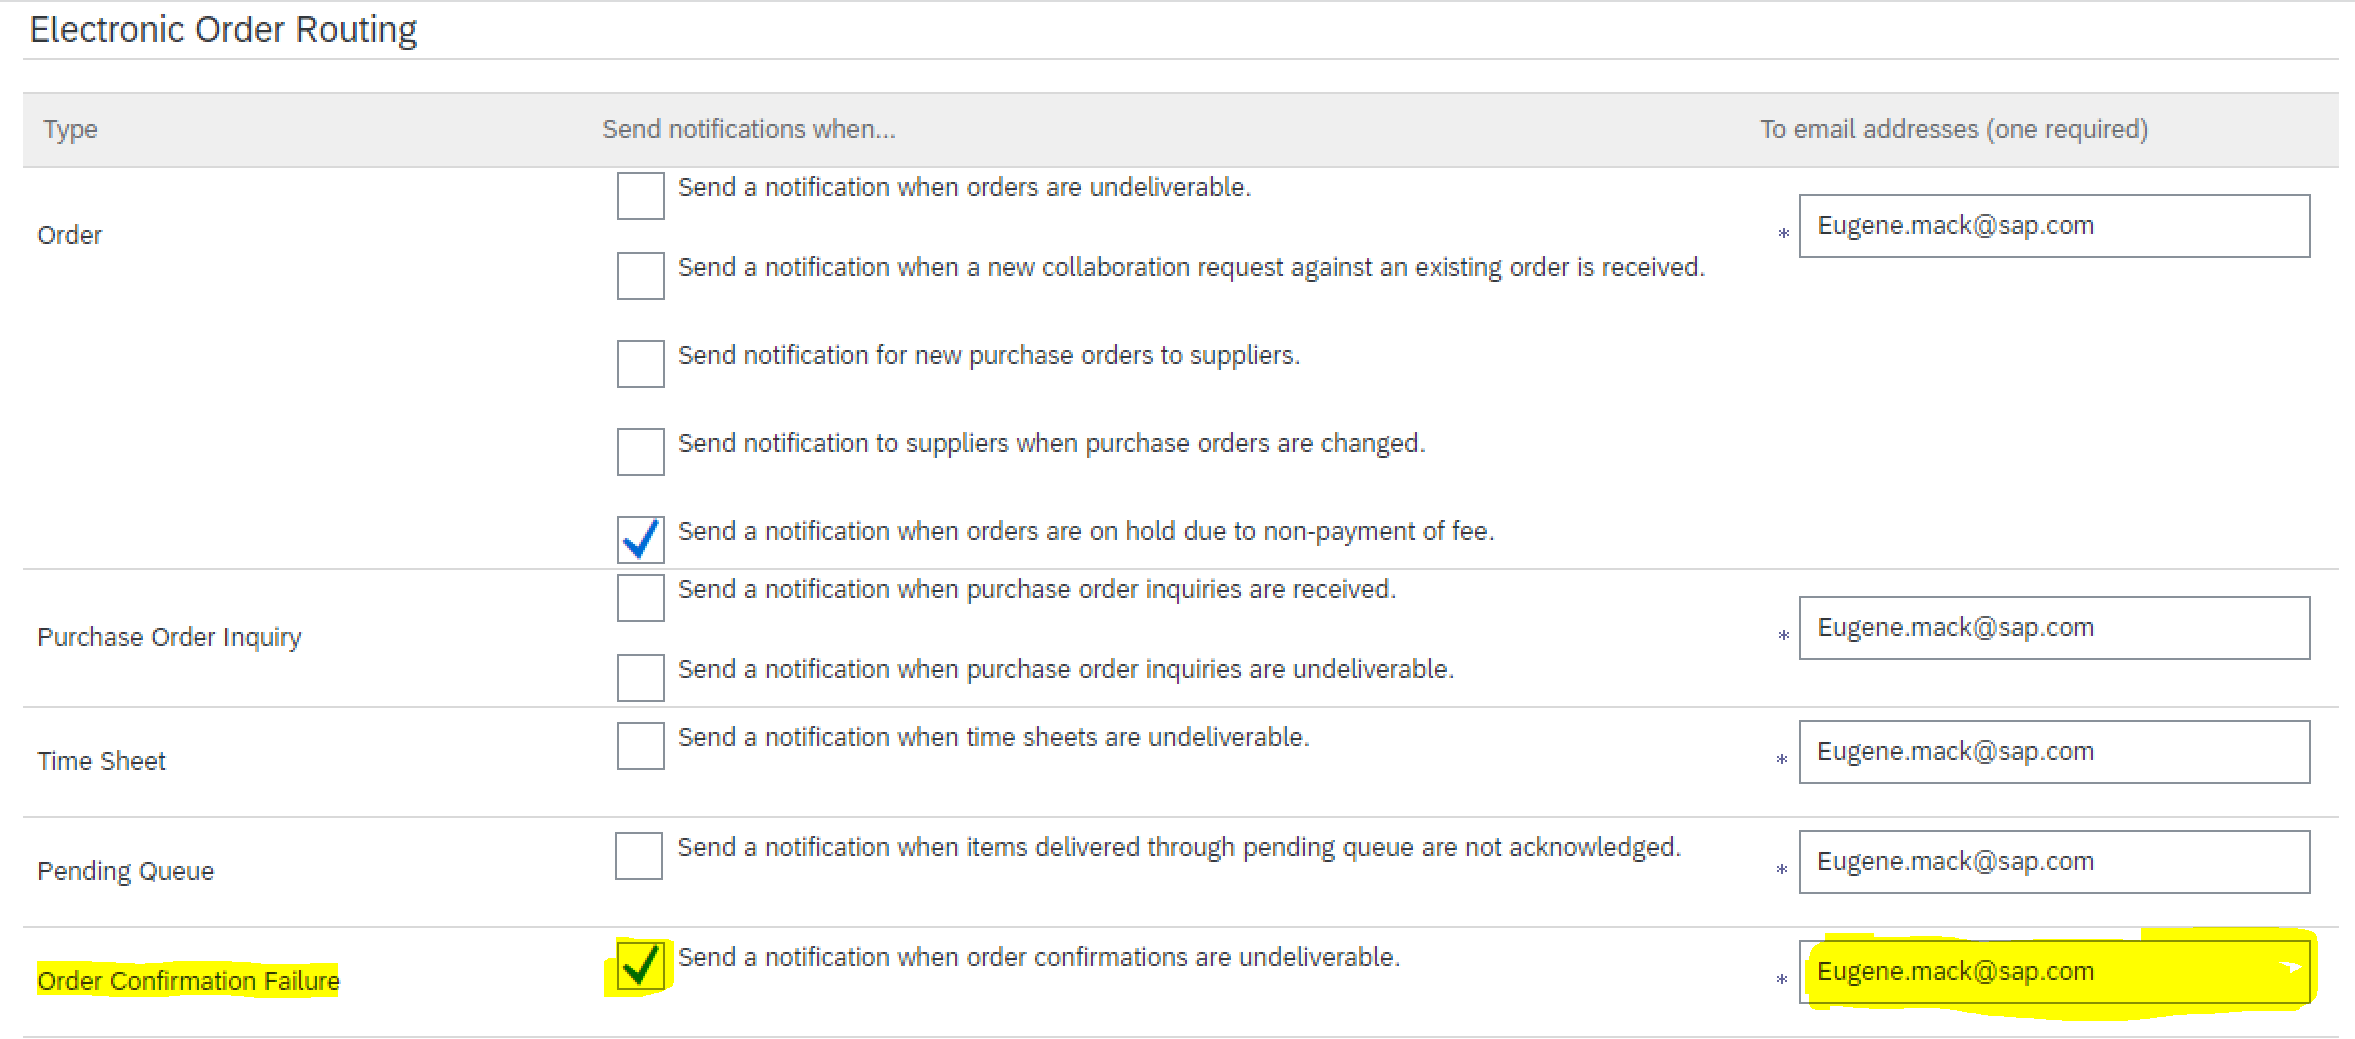 Electronic Order Routing
Type Send notifications when... To email addresses (one required)
Send a notification when orders are undeliverable.
Order * Eugene.mack@sap.com
Send a notification when a new collaboration request against an existing order is received.
Send notification for new purchase orders to suppliers.
Send notification to suppliers when purchase orders are changed.
Send a notification when orders are on hold due to non-payment of fee.
Send a notification when purchase order inquiries are received.
Purchase Order Inquiry * Eugene.mack@sap.com
Send a notification when purchase order inquiries are undeliverable.
Send a notification when time sheets are undeliverable.
Time Sheet * Eugene.mack@sap.com
Send a notification when items delivered through pending queue are not acknowledged.
Pending Queue * Eugene.mack@sap.com
Send a notification when order confirmations are undeliverable.
Order Confirmation Failure * Eugene.mack@sap.com